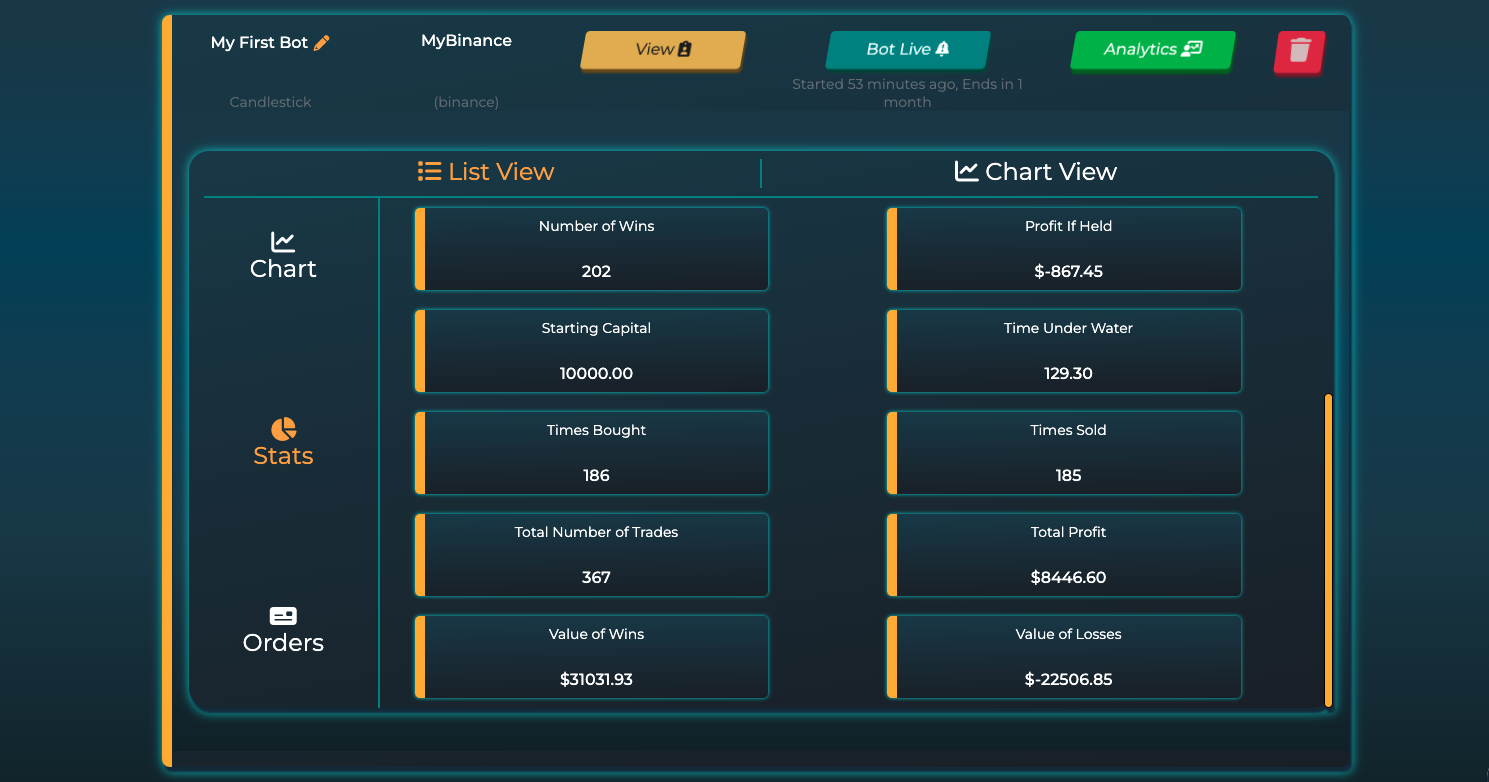 My First Bot
MyBinance
View
Bot Live
Analytics
Candlestick
(binance)
Started 53 minutes ago, Ends in 1
month
List View
Chart View
Chart
Stats
Orders
Number of Wins
202
Profit If Held
$-867.45
Starting Capital
10000.00
Time Under Water
129.30
Times Bought
186
Times Sold
185
Total Number of Trades
367
Total Profit
$8446.60
Value of Wins
$31031.93
Value of Losses
$-22506.85